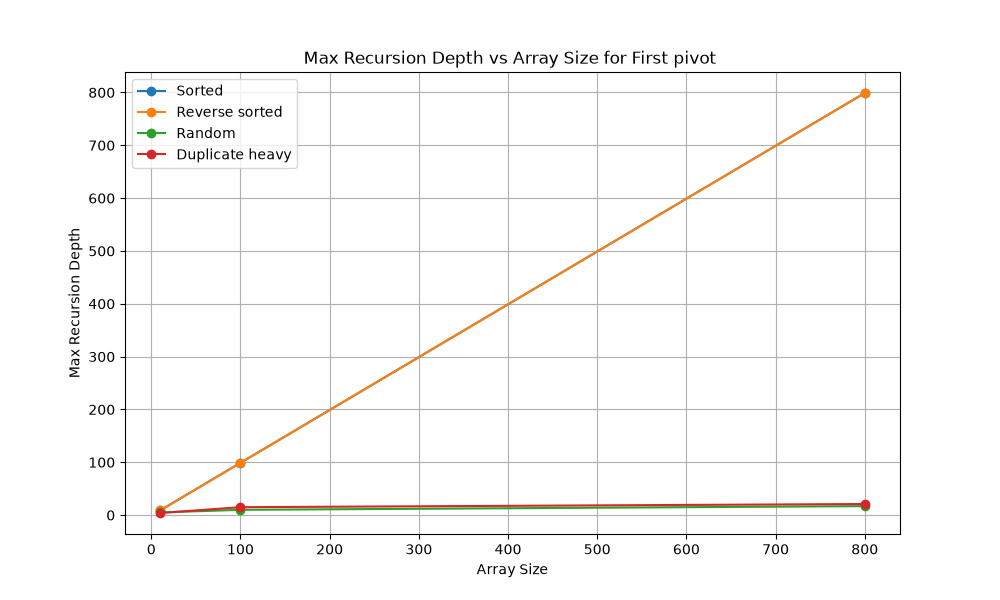 Max Recursion Depth vs Array Size for First pivot
Sorted
Reverse sorted
Random
Duplicate heavy
Max Recursion Depth
800
700
600
500
400
300
200
100
0
0 100 200 300 400 500 600 700 800
Array Size